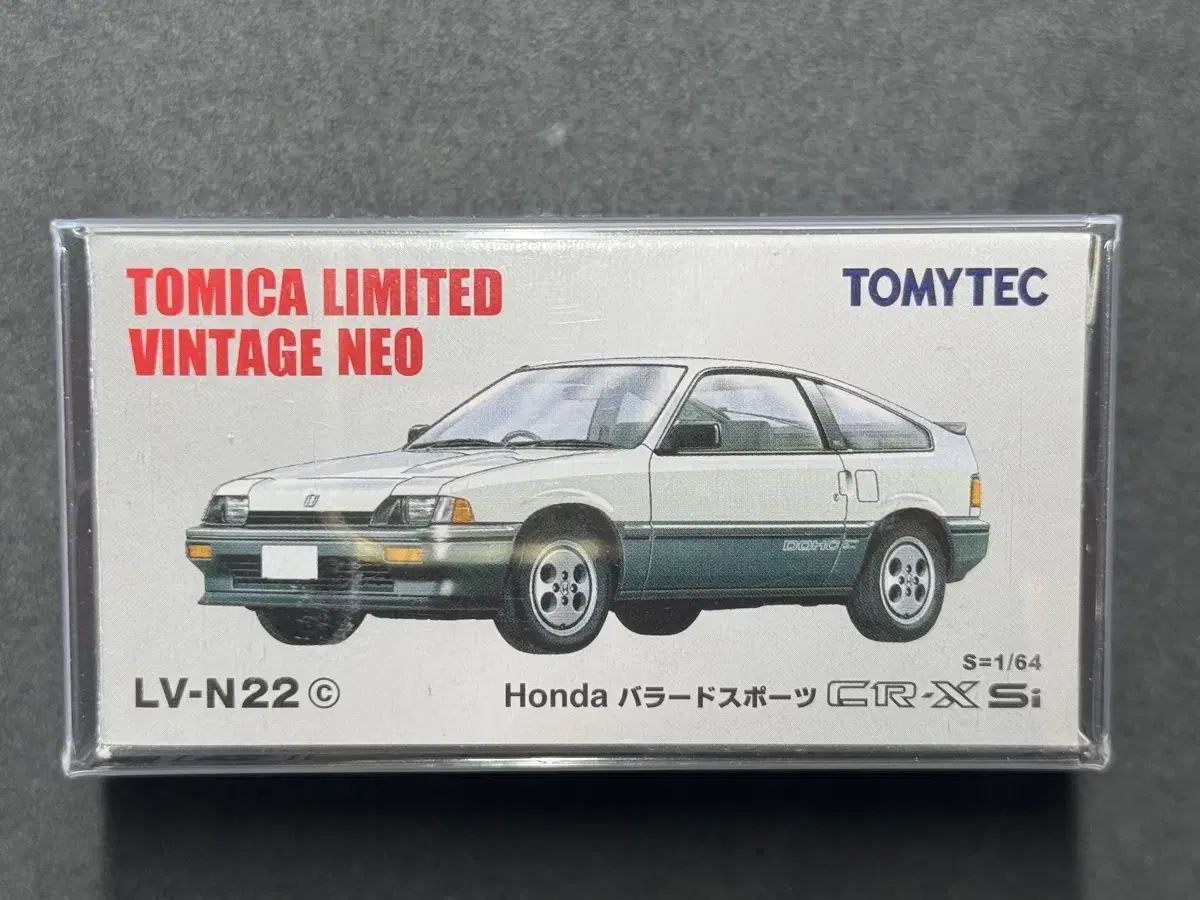 TOMICA LIMITED
VINTAGE NEO
TOMYTEC
DOHC
S=1/64
LV-N22 ⓒ
Honda バラードスポーツ CR-X Si